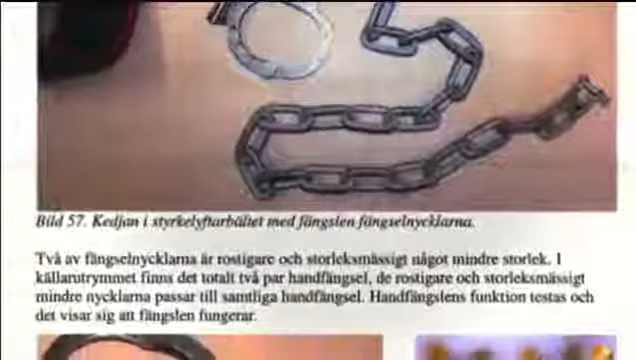 Bild 57. Kedjan i styrkelyftarbältet med fängslen fängselnycklarna.
Två av fängselnycklarna är rostigare och storleksmässigt något mindre storlek. I
källarutrymmet finns det totalt två par handfängsel, de rostigare och storleksmässigt
mindre nycklarna passar till samtliga handfängsel. Handfängslens funktion testas och
det visar sig att fängslen fungerar.